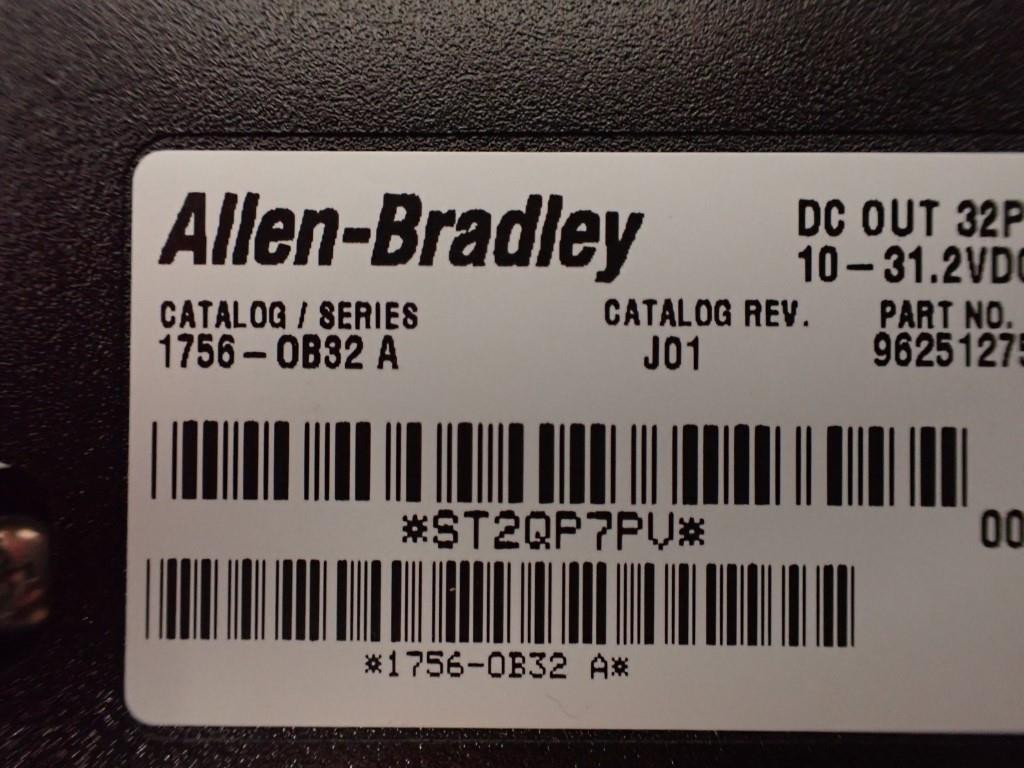 Allen-Bradley
DC OUT 32P
10-31.2VDC
CATALOG / SERIES
1756-OB32 A
CATALOG REV.
J01
PART NO.
9625127
*ST2QP7PV*
00
*1756-OB32 A*